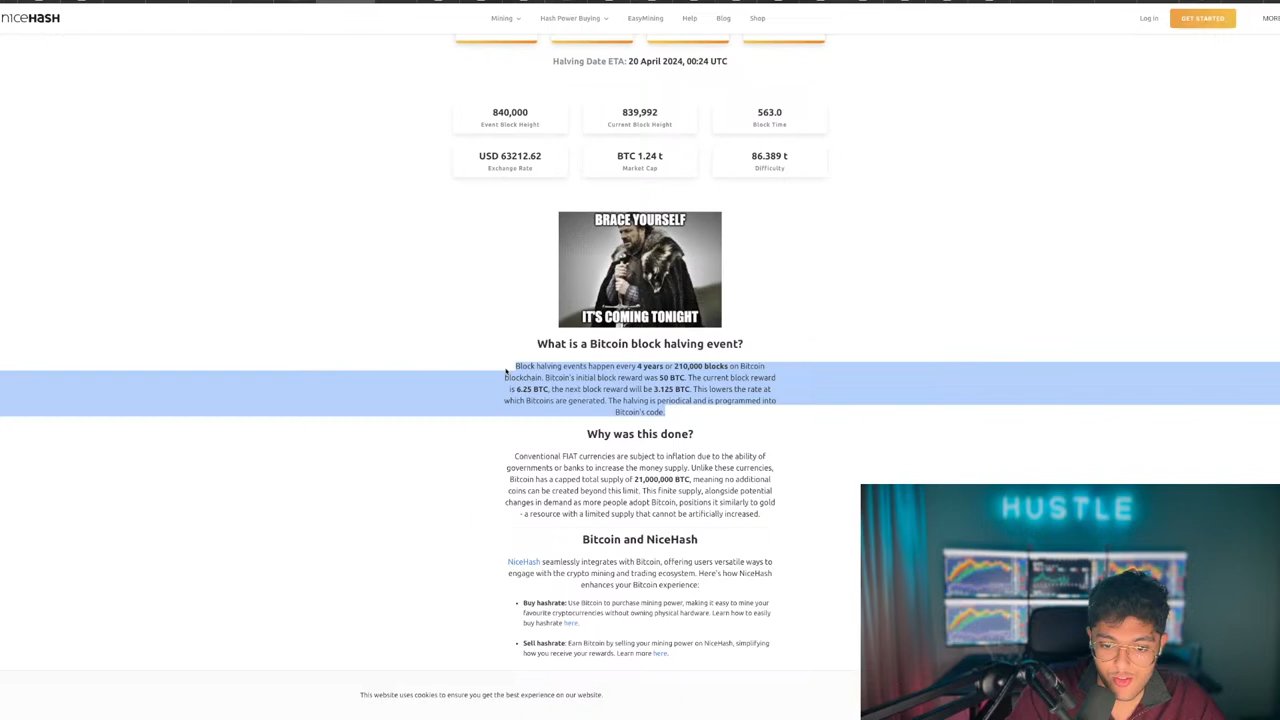 niceHASH
Mining
Hash Power Buying
EasyMining
Help
Blog
Shop
Log in
GET STARTED
MORE
Halving Date ETA: 20 April 2024, 00:24 UTC
840,000
Event Block Height
839,992
Current Block Height
563.0
Block Time
USD 63212.62
Exchange Rate
BTC 1.24 t
Market Cap
86.389 t
Difficulty
BRACE YOURSELF
IT'S COMING TONIGHT
What is a Bitcoin block halving event?
Block halving events happen every 4 years or 210,000 blocks on Bitcoin
blockchain. Bitcoin's initial block reward was 50 BTC. The current block reward
is 6.25 BTC, the next block reward will be 3.125 BTC. This lowers the rate at
which Bitcoins are generated. The halving is periodical and is programmed into
Bitcoin's code.
Why was this done?
Conventional FIAT currencies are subject to inflation due to the ability of
governments or banks to increase the money supply. Unlike these currencies,
Bitcoin has a capped total supply of 21,000,000 BTC, meaning no additional
coins can be created beyond this limit. This finite supply, alongside potential
changes in demand as more people adopt Bitcoin, positions it similarly to gold
- a resource with a limited supply that cannot be artificially increased.
Bitcoin and NiceHash
NiceHash seamlessly integrates with Bitcoin, offering users versatile ways to
engage with the crypto mining and trading ecosystem. Here's how NiceHash
enhances your Bitcoin experience:
• Buy hashrate: Use Bitcoin to purchase mining power, making it easy to mine your
favourite cryptocurrencies without owning physical hardware. Learn how to easily
buy hashrate here.
• Sell hashrate: Earn Bitcoin by selling your mining power on NiceHash, simplifying
how you receive your rewards. Learn more here.
This website uses cookies to ensure you get the best experience on our website.
HUSTLE